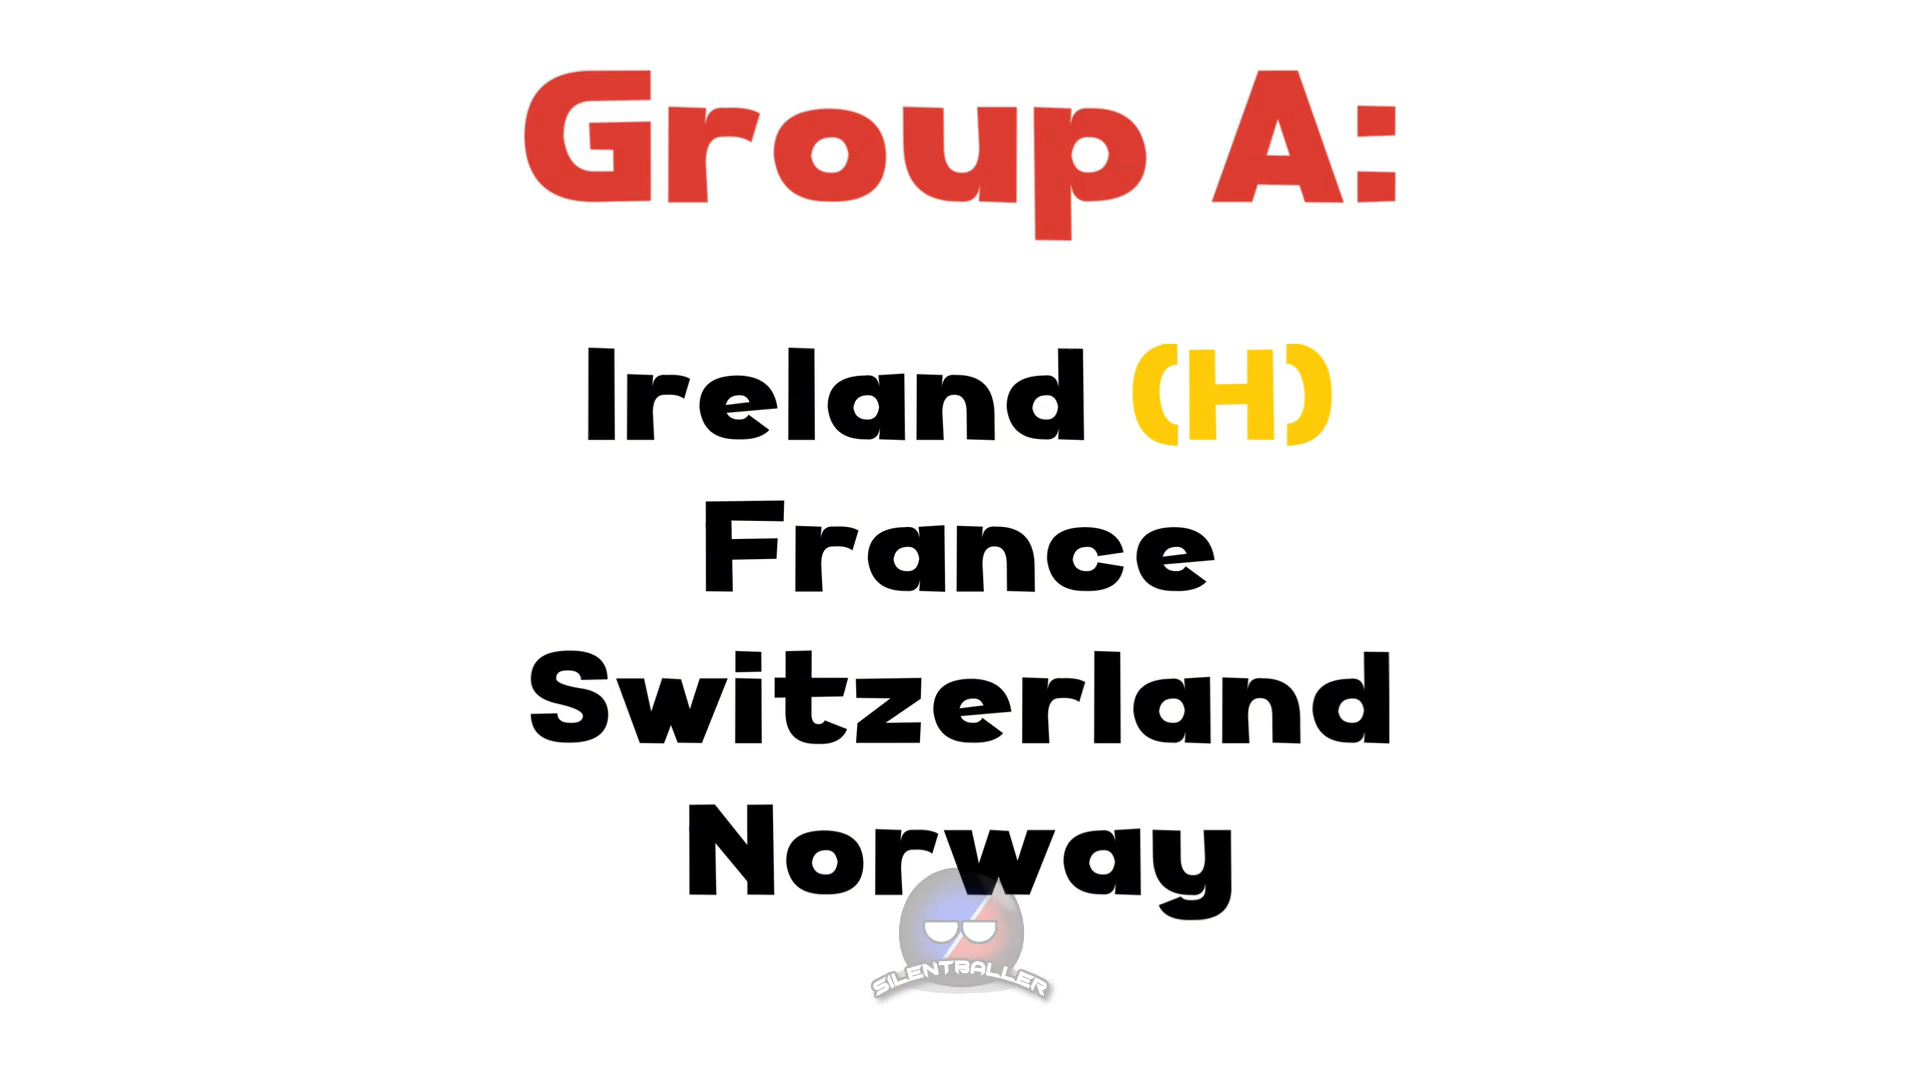 Group A:
Ireland (H)
France
Switzerland
Norway
SILENTBALLER